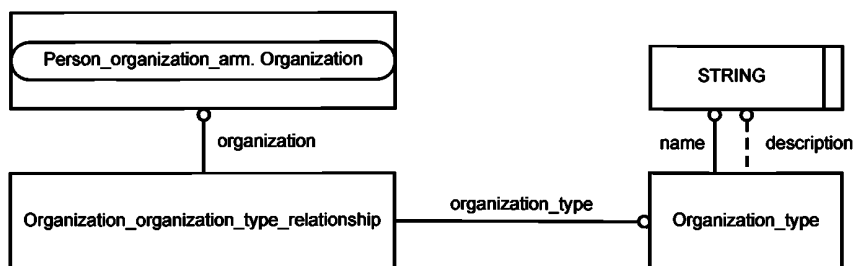 Person_organization_arm. Organization
STRING
organization
name
description
organization_type
Organization_organization_type_relationship
Organization_type